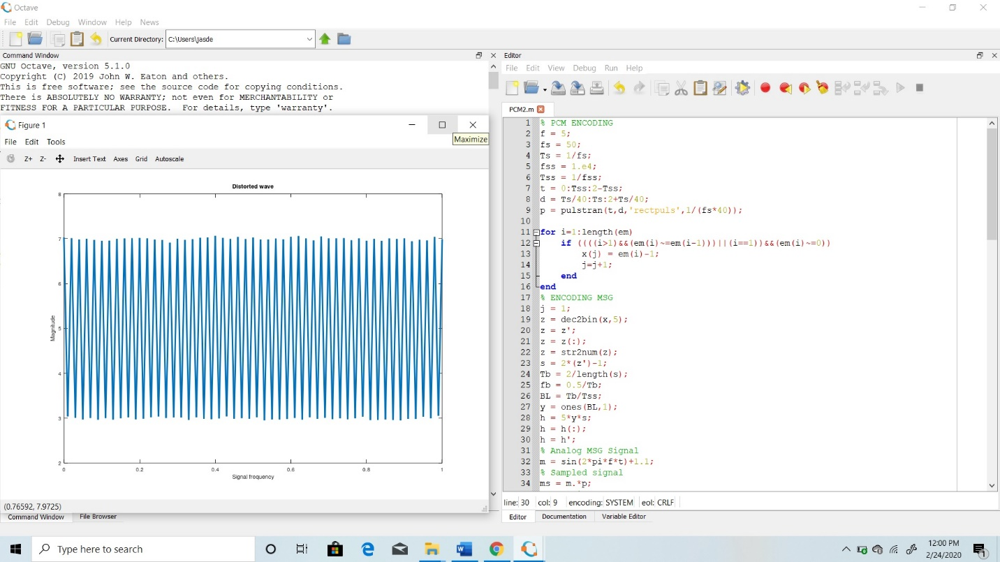 Octave
File Edit Debug Window Help News
Current Directory: C:\Users\jasde
Command Window
GNU Octave, version 5.1.0
Copyright (C) 2019 John W. Eaton and others.
This is free software; see the source code for copying conditions.
There is ABSOLUTELY NO WARRANTY; not even for MERCHANTABILITY or
FITNESS FOR A PARTICULAR PURPOSE.  For details, type 'warranty'.
Figure 1
Maximize
File Edit Tools
Z+ Z- Insert Text Axes Grid Autoscale
Distorted wave
8
7
6
5
4
3
2
Magnitude
0 0.2 0.4 0.6 0.8 1
Signal frequency
(0.76592, 7.9725)
Command Window File Browser
Editor
File Edit View Debug Run Help
PCM2.m
1 % PCM ENCODING
2 f = 5;
3 fs = 50;
4 Ts = 1/fs;
5 fss = 1.e4;
6 Tss = 1/fss;
7 t = 0:Tss:2-Tss;
8 d = Ts/40:Ts:2+Ts/40;
9 p = pulstran(t,d,'rectpuls',1/(fs*40));
10
11 for i=1:length(em)
12 if ((((i>1)&&(em(i)~=em(i-1)))||(i==1))&&(em(i)~=0))
13 x(j) = em(i)-1;
14 j=j+1;
15 end
16 end
17 % ENCODING MSG
18 j = 1;
19 z = dec2bin(x,5);
20 z = z';
21 z = z(:);
22 z = str2num(z);
23 s = 2*(z')-1;
24 Tb = 2/length(s);
25 fb = 0.5/Tb;
26 BL = Tb/Tss;
27 y = ones(BL,1);
28 h = 5*y*s;
29 h = h(:);
30 h = h';
31 % Analog MSG Signal
32 m = sin(2*pi*f*t)+1.1;
33 % Sampled signal
34 ms = m.*p;
line: 30 col: 9 encoding: SYSTEM eol: CRLF
Editor Documentation Variable Editor
Type here to search
12:00 PM
2/24/2020
1